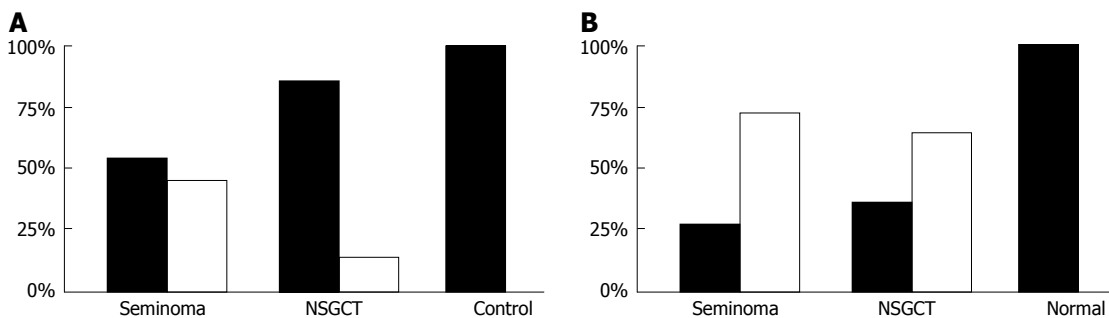 A
100%
75%
50%
25%
0%
Seminoma NSGCT Control
B
100%
75%
50%
25%
0%
Seminoma NSGCT Normal